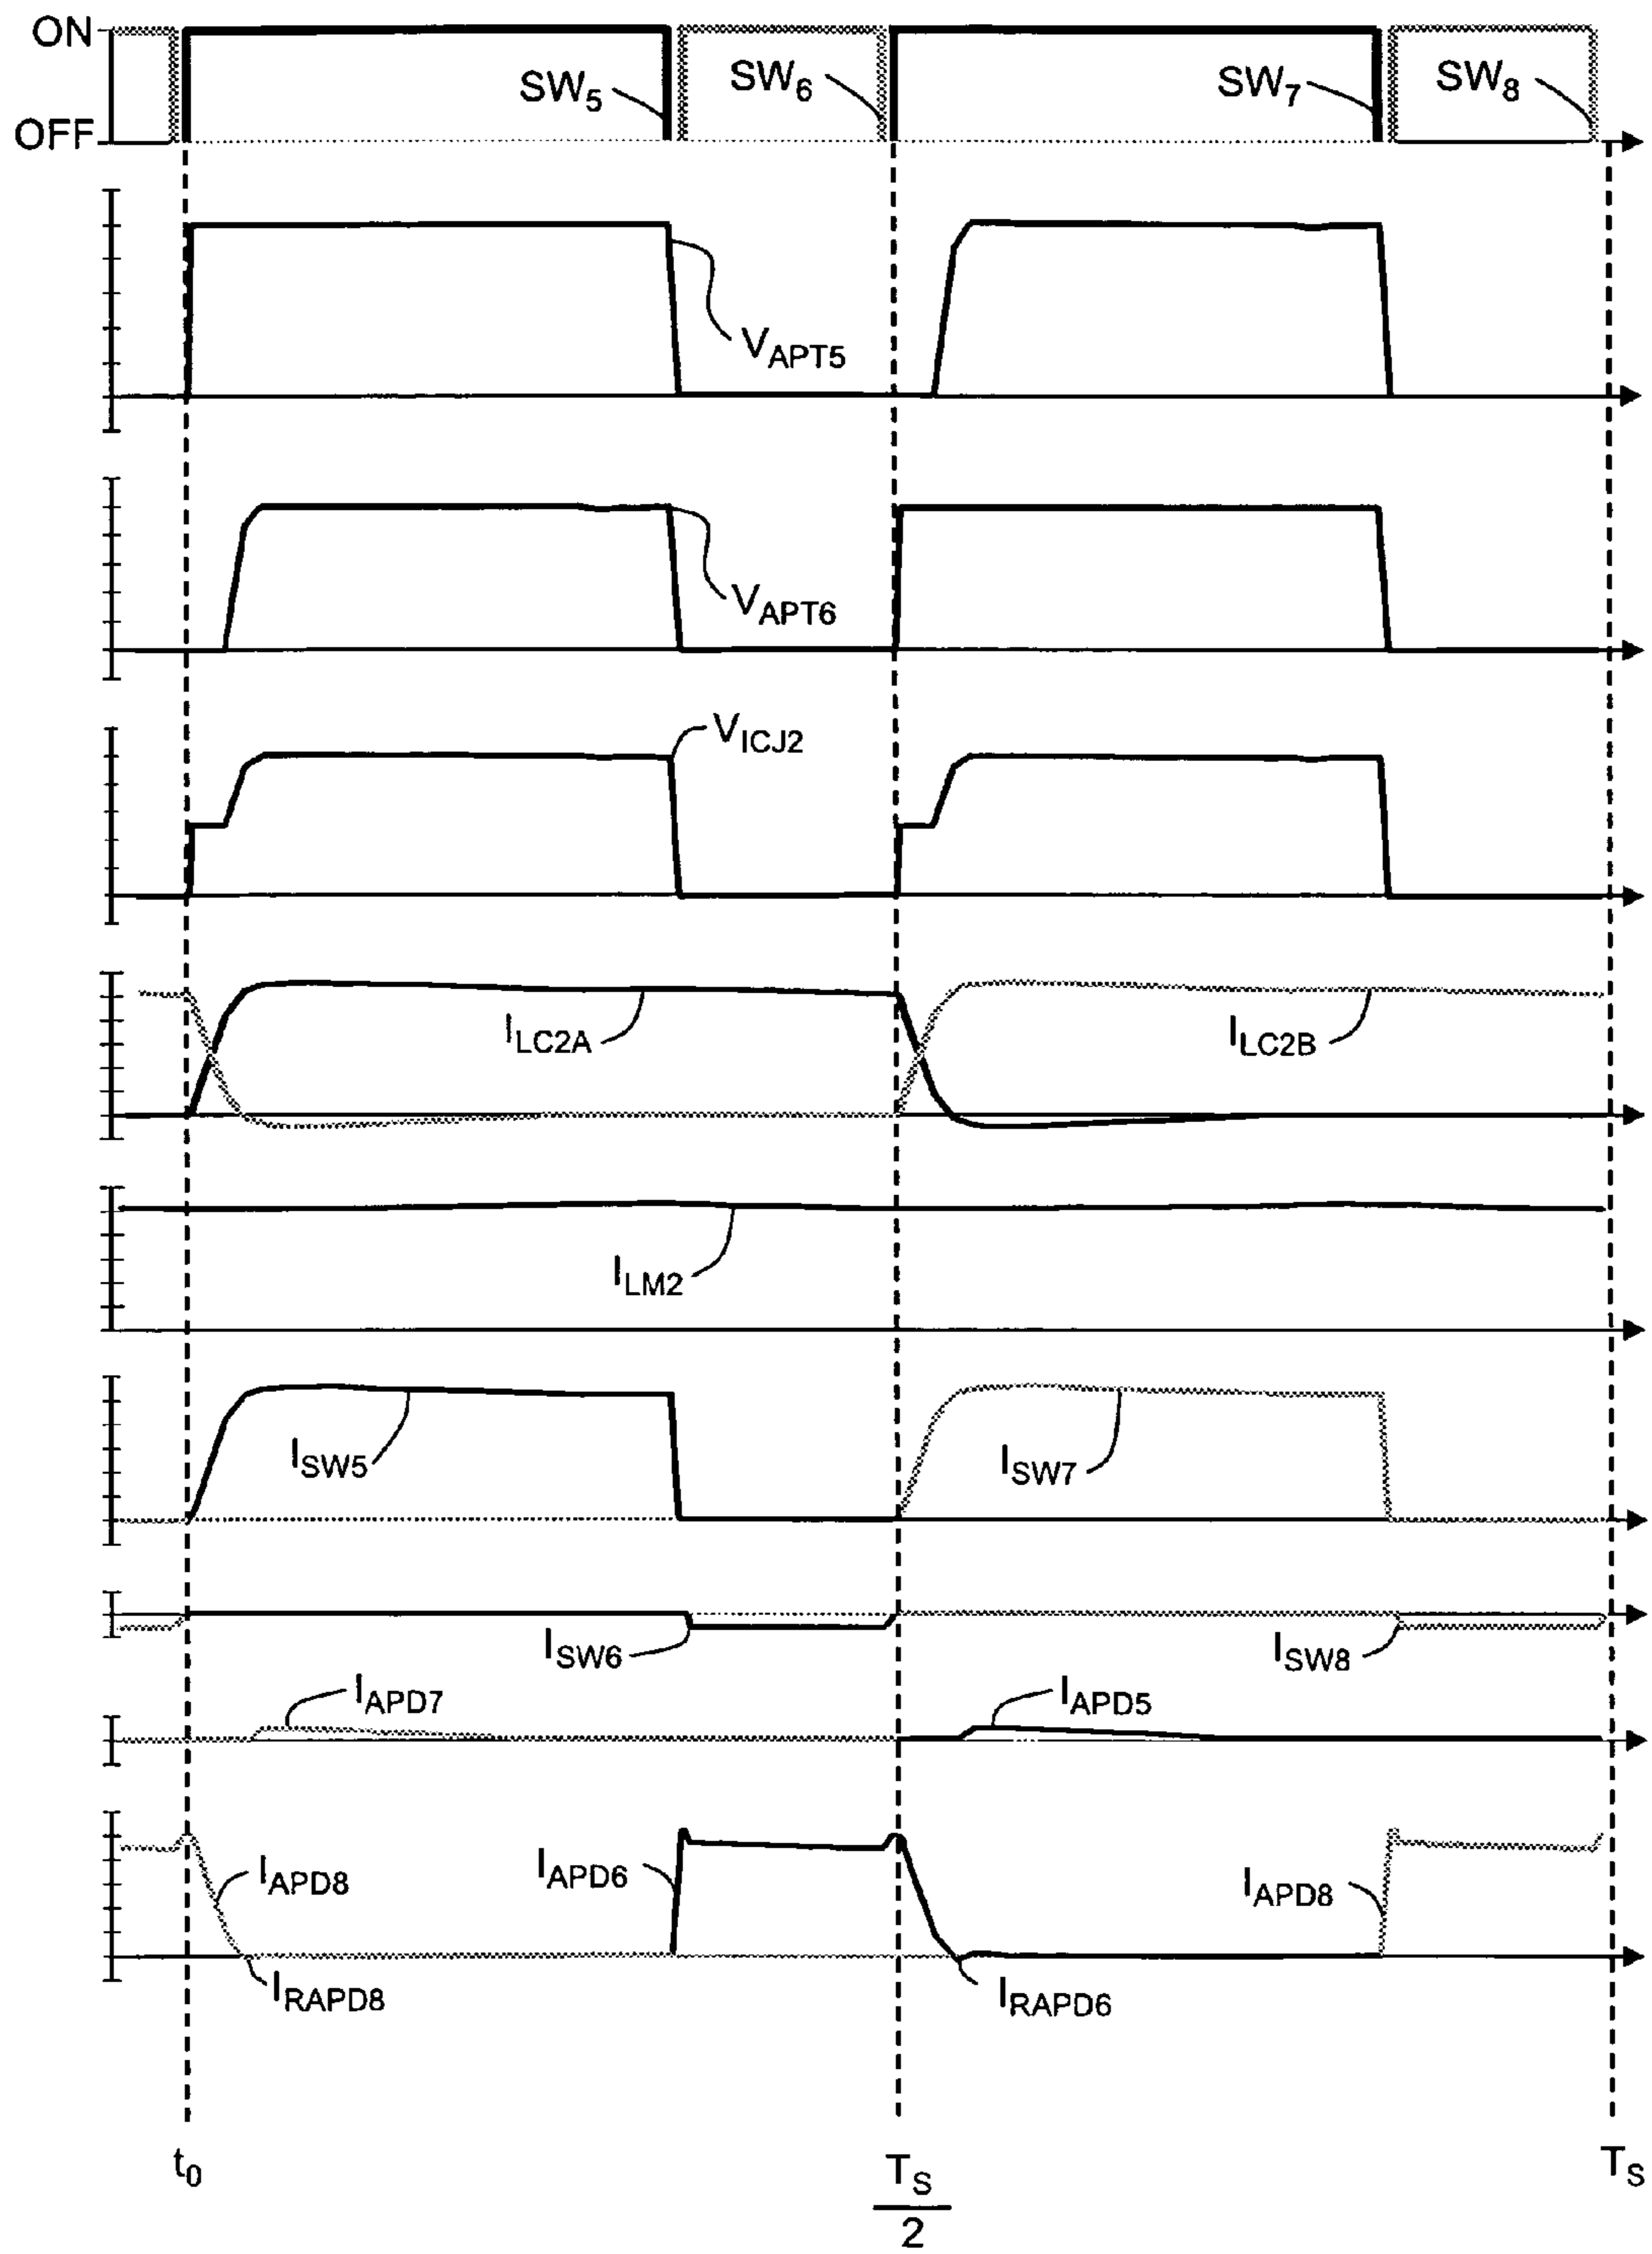 ON
SW5 SW6 SW7 SW8
OFF
VAPT5
VAPT6
VICJ2
ILC2A ILC2B
ILM2
ISW5 ISW7
ISW6 ISW8
IAPD7 IAPD5
IAPD8 IAPD6 IAPD8
IRAPD8 IRAPD6
t0 TS/2 TS